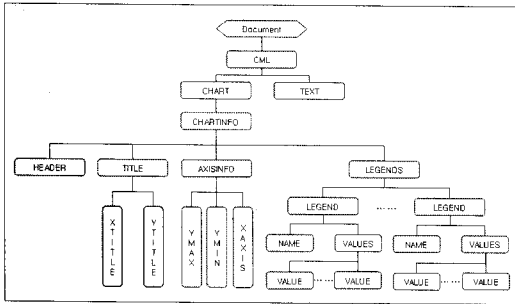 Document
CML
CHART TEXT
CHARTINFO
HEADER TITLE AXISINFO LEGENDS
LEGEND ...... LEGEND
XTITLE YTITLE YMAX YMIN XAXIS
NAME VALUES NAME VALUES
VALUE ...... VALUE VALUE ...... VALUE